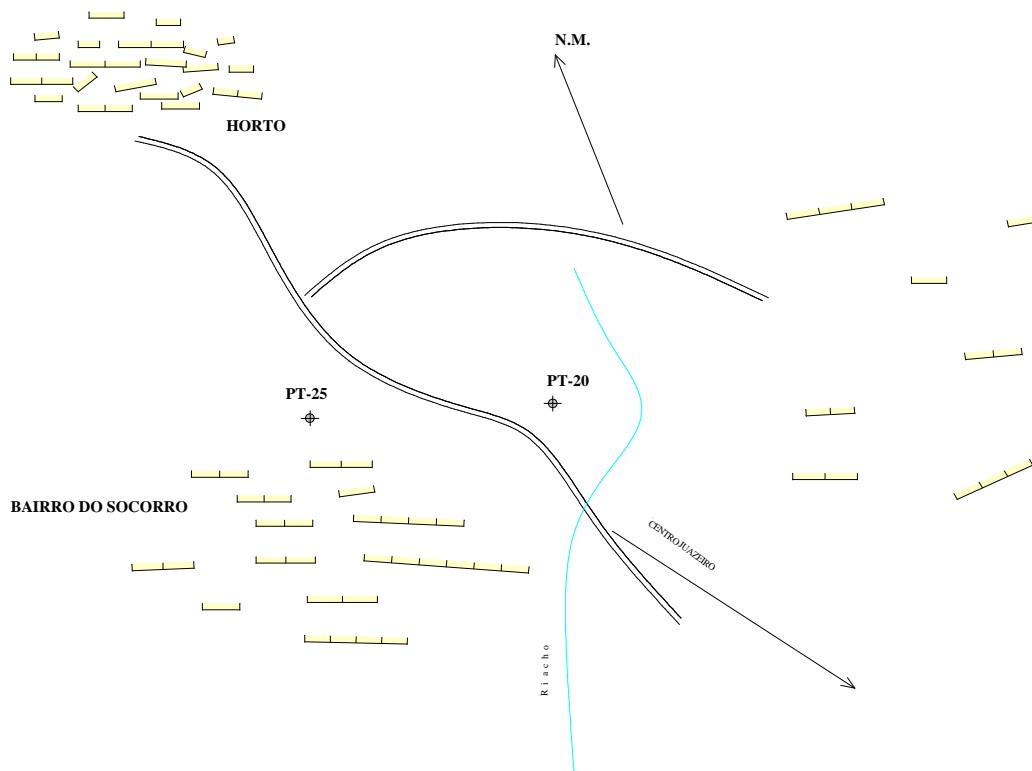 N.M.
HORTO
PT-20
PT-25
BAIRRO DO SOCORRO
CENTRO JUAZEIRO
Riacho